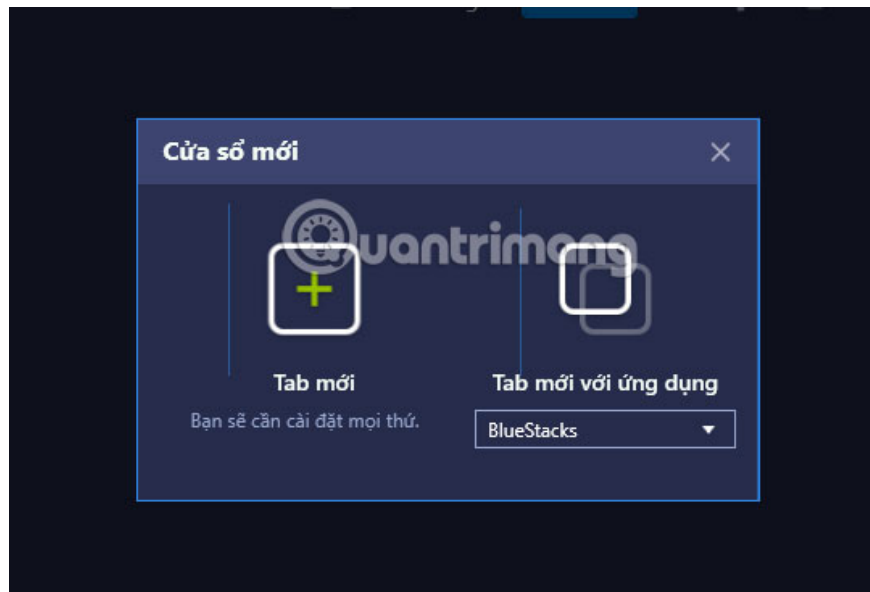 Cửa sổ mới
Quantrimang
Tab mới
Tab mới với ứng dụng
Bạn sẽ cần cài đặt mọi thứ.
BlueStacks